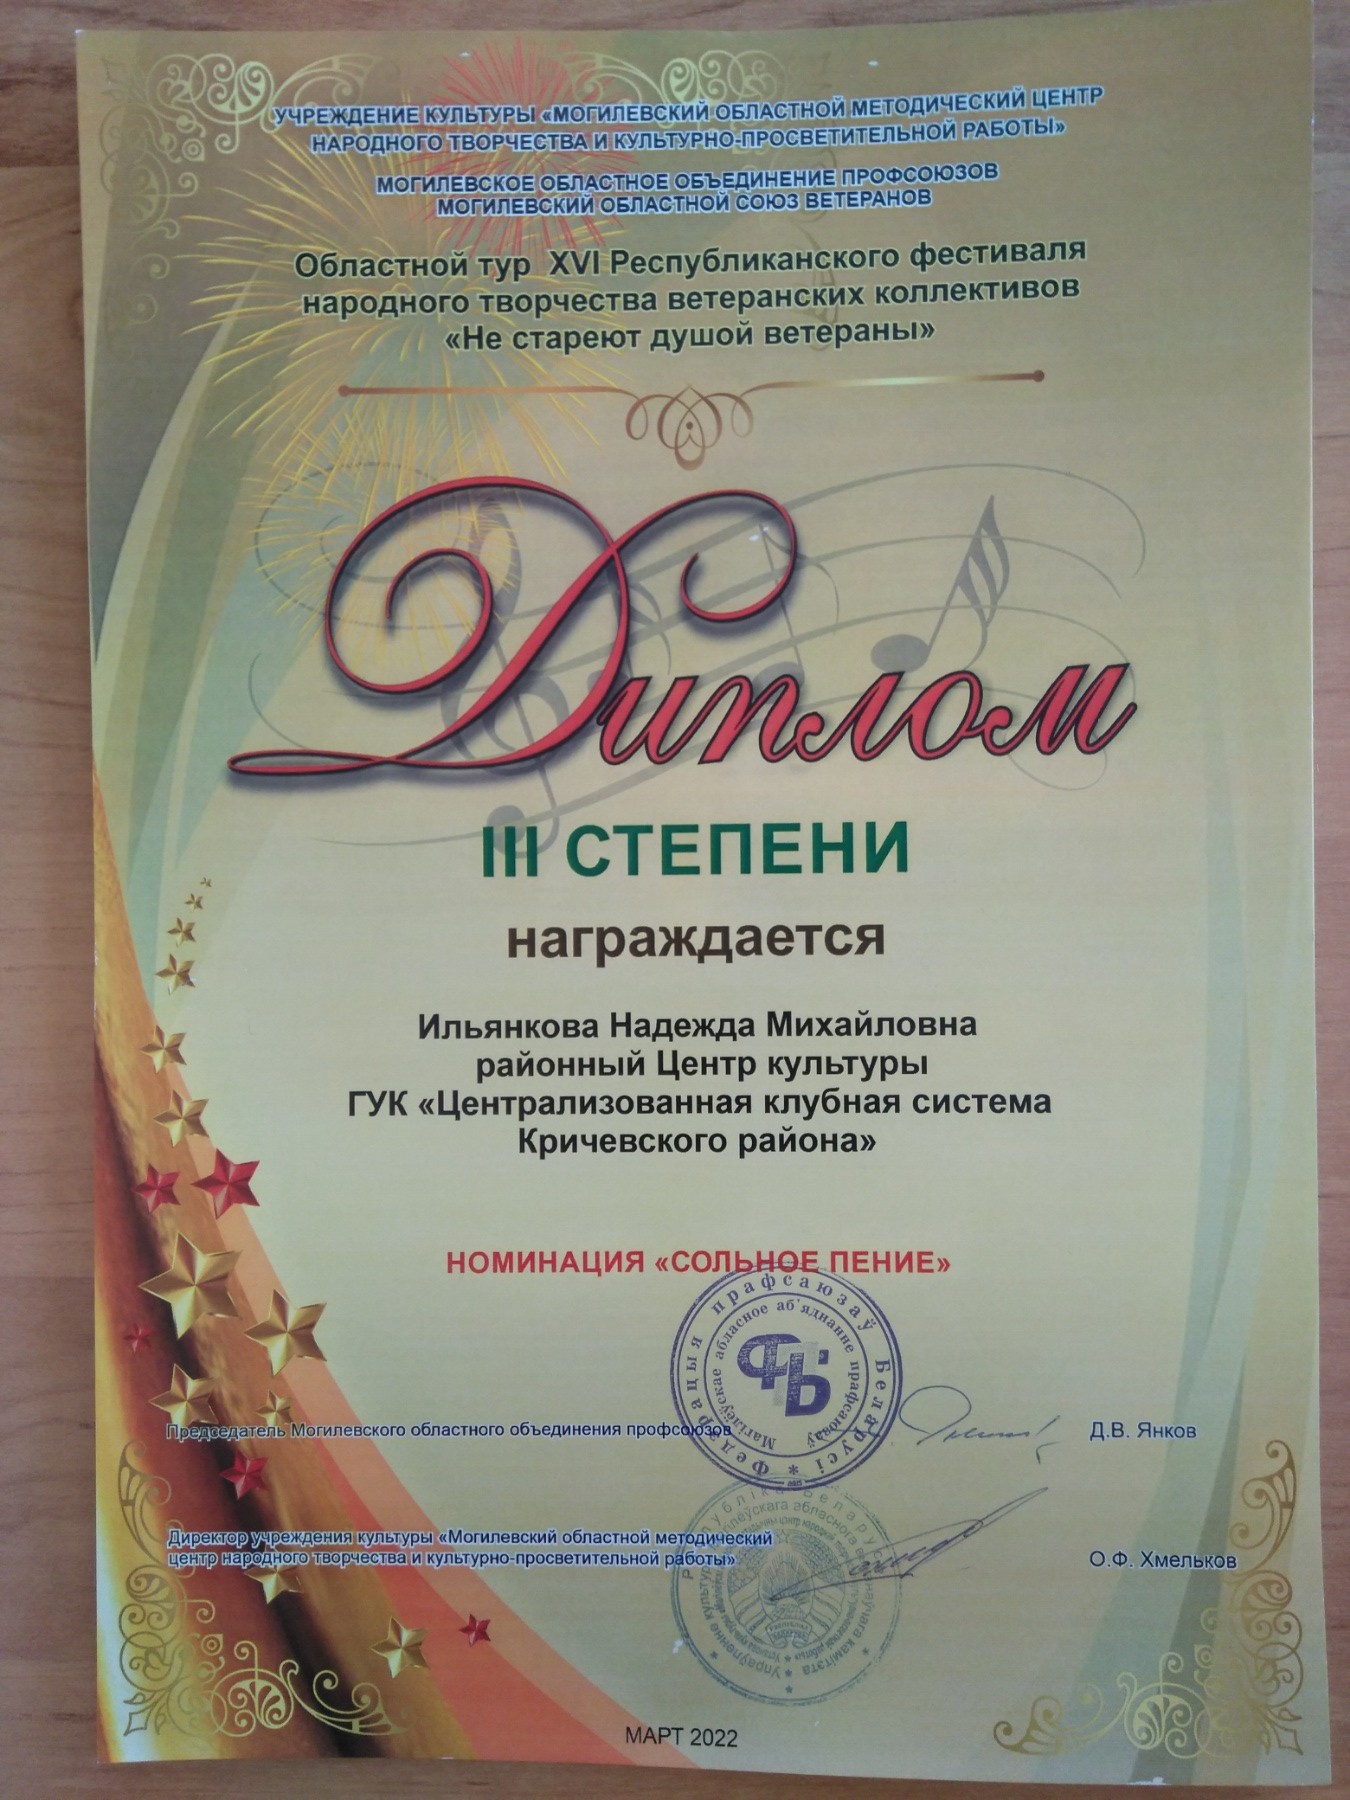 УЧРЕЖДЕНИЕ КУЛЬТУРЫ «МОГИЛЕВСКИЙ ОБЛАСТНОЙ МЕТОДИЧЕСКИЙ ЦЕНТР
НАРОДНОГО ТВОРЧЕСТВА И КУЛЬТУРНО-ПРОСВЕТИТЕЛЬНОЙ РАБОТЫ»
МОГИЛЕВСКОЕ ОБЛАСТНОЕ ОБЪЕДИНЕНИЕ ПРОФСОЮЗОВ
МОГИЛЕВСКИЙ ОБЛАСТНОЙ СОЮЗ ВЕТЕРАНОВ
Областной тур XVI Республиканского фестиваля
народного творчества ветеранских коллективов
«Не стареют душой ветераны»
Диплом
III СТЕПЕНИ
награждается
Ильянкова Надежда Михайловна
районный Центр культуры
ГУК «Централизованная клубная система
Кричевского района»
НОМИНАЦИЯ «СОЛЬНОЕ ПЕНИЕ»
Федэрацыя прафсаюзаў Беларусі *
Магілёўскае абласное аб'яднанне прафсаюзаў
ФПБ
Председатель Могилевского областного объединения профсоюзов
Д.В. Янков
Рэспубліка Беларусь
Директор учреждения культуры «Могилевский областной методический
центр народного творчества и культурно-просветительной работы»
О.Ф. Хмельков
МАРТ 2022